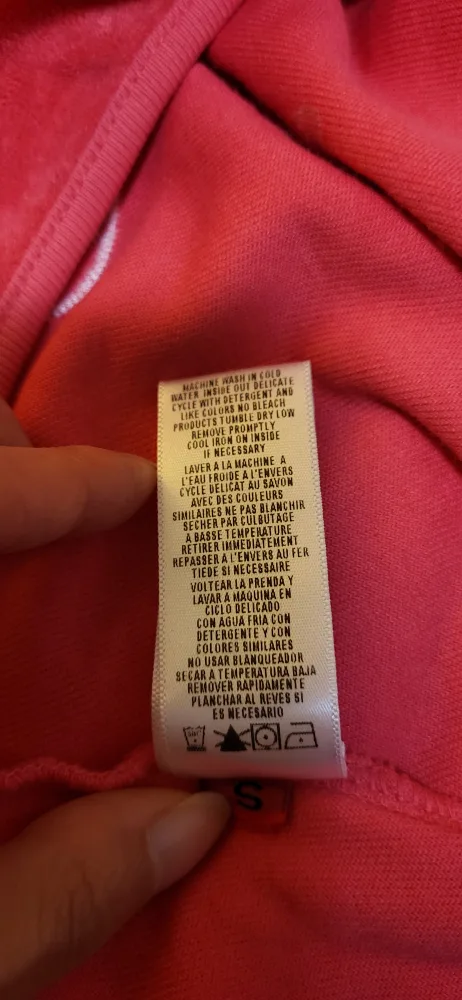 MACHINE WASH IN COLD
WATER INSIDE OUT DELICATE
CYCLE WITH DETERGENT AND
LIKE COLORS NO BLEACH
PRODUCTS TUMBLE DRY LOW
REMOVE PROMPTLY
COOL IRON ON INSIDE
IF NECESSARY
LAVER A LA MACHINE A
L'EAU FROIDE A L'ENVERS
CYCLE DELICAT AU SAVON
AVEC DES COULEURS
SIMILAIRES NE PAS BLANCHIR
SECHER PAR CULBUTAGE
A BASSE TEMPERATURE
RETIRER IMMEDIATEMENT
REPASSER A L'ENVERS AU FER
TIEDE SI NECESSAIRE
VOLTEAR LA PRENDA Y
LAVAR A MAQUINA EN
CICLO DELICADO
CON AGUA FRIA CON
DETERGENTE Y CON
COLORES SIMILARES
NO USAR BLANQUEADOR
SECAR A TEMPERATURA BAJA
REMOVER RAPIDAMENTE
PLANCHAR AL REVES SI
ES NECESARIO
S